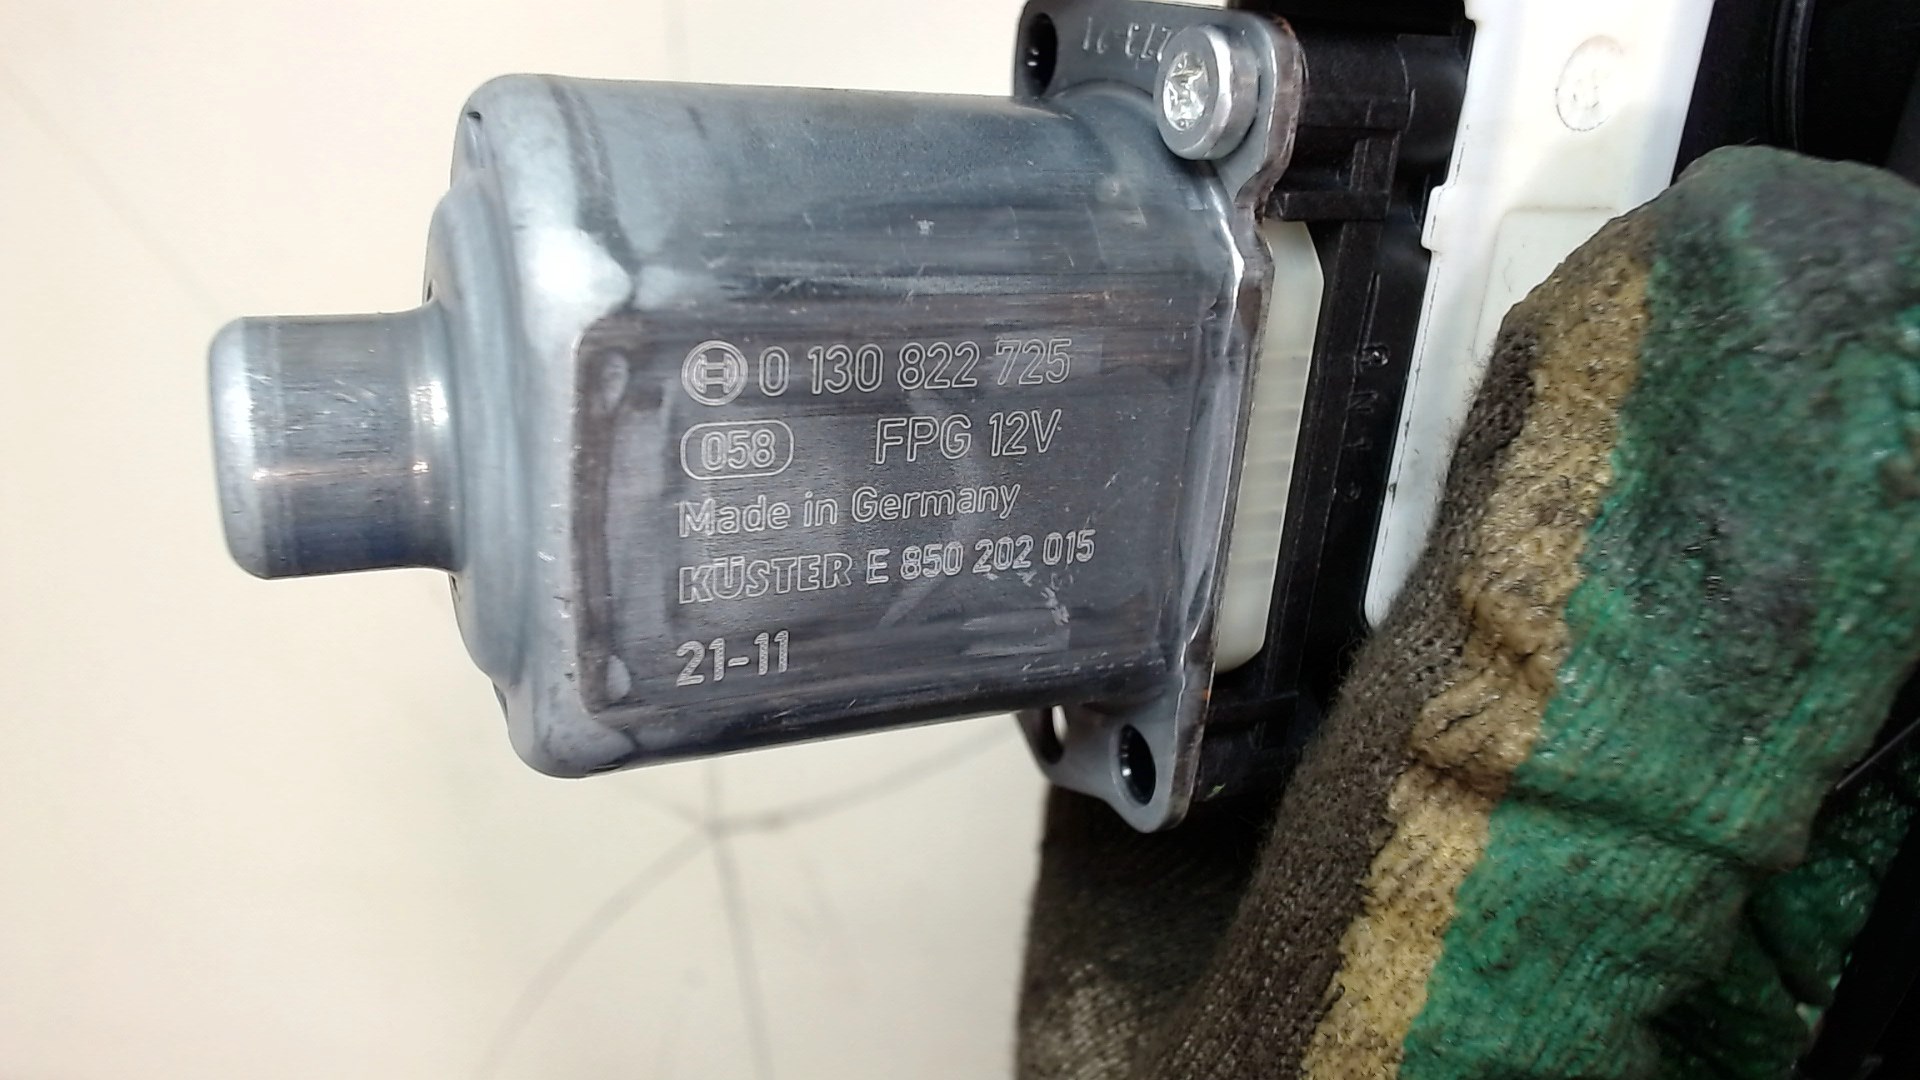 0 130 822 725
058 FPG 12V
Made in Germany
KÜSTER E 850 202 015
21-11